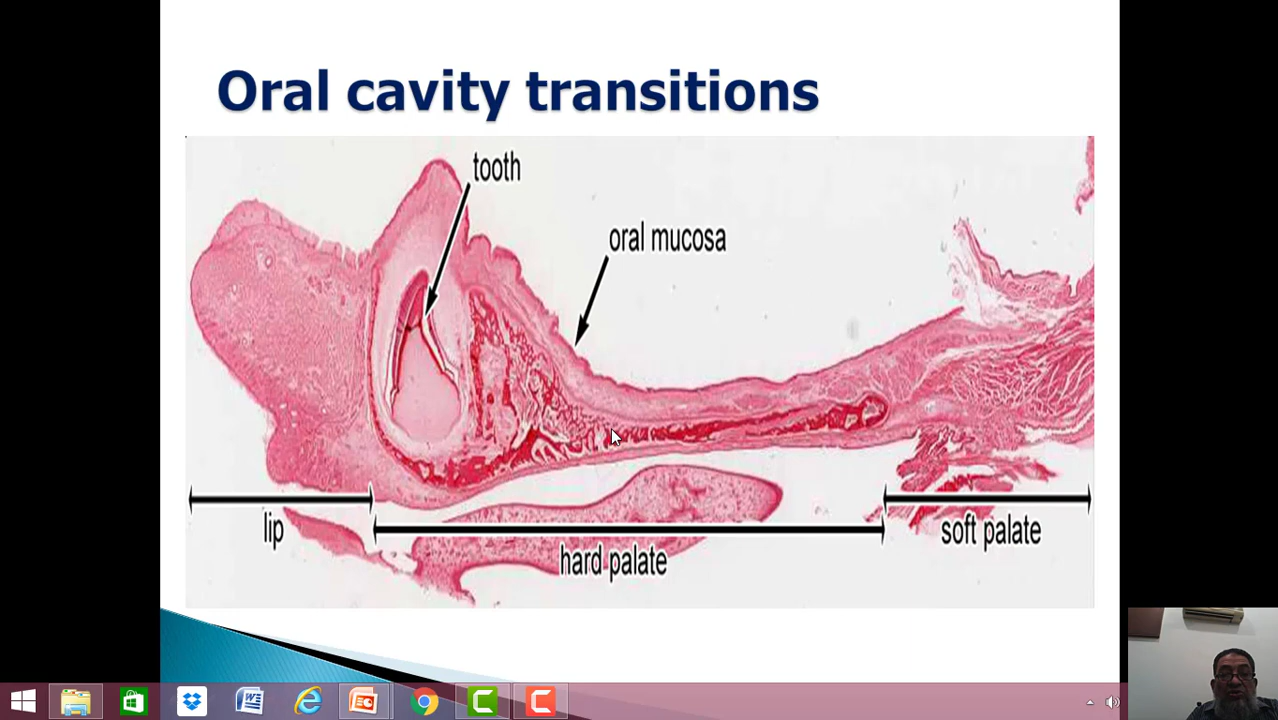 Oral cavity transitions
tooth
oral mucosa
lip
hard palate
soft palate